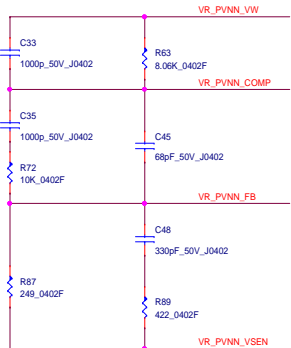 VR_PVNN_VW
C33
1000p_50V_J0402
R63
8.06K_0402F
VR_PVNN_COMP
C35
1000p_50V_J0402
C45
68pF_50V_J0402
R72
10K_0402F
VR_PVNN_FB
C48
330pF_50V_J0402
R87
249_0402F
R89
422_0402F
VR_PVNN_VSEN